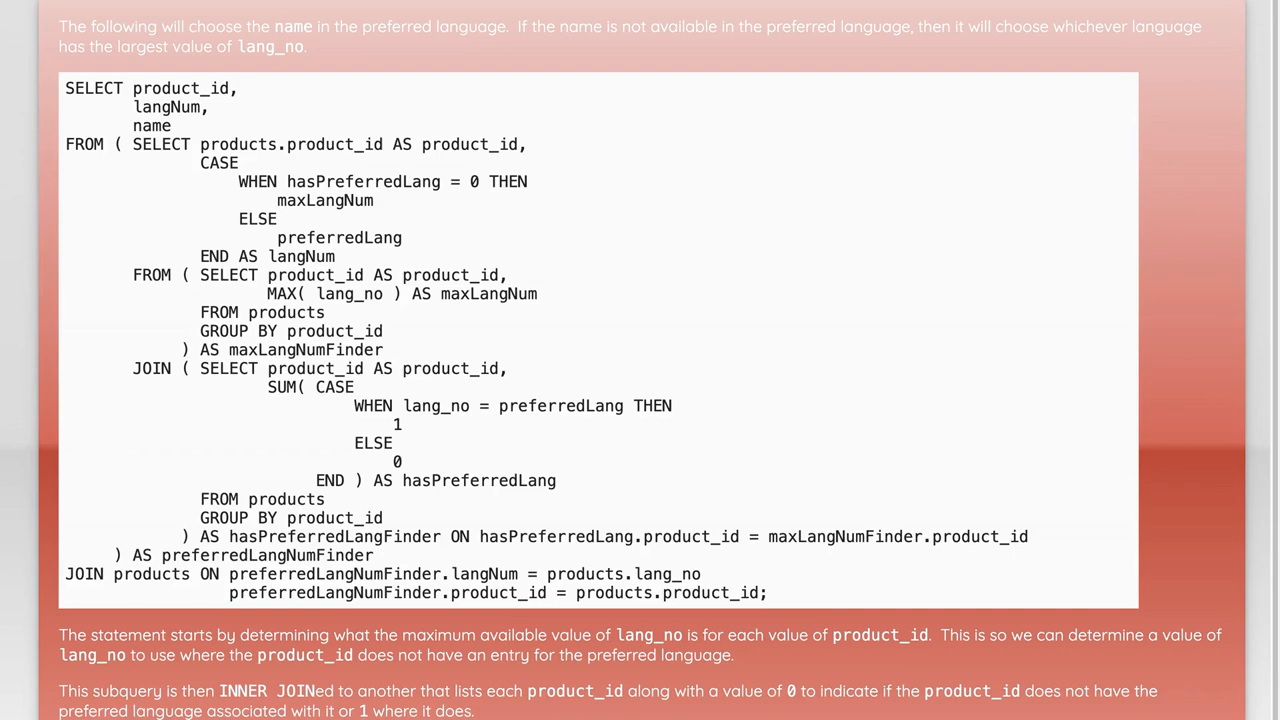 The following will choose the name in the preferred language. If the name is not available in the preferred language, then it will choose whichever language
has the largest value of lang_no.
SELECT product_id,
langNum,
name
FROM ( SELECT products.product_id AS product_id,
CASE
WHEN hasPreferredLang = 0 THEN
maxLangNum
ELSE
preferredLang
END AS langNum
FROM ( SELECT product_id AS product_id,
MAX( lang_no ) AS maxLangNum
FROM products
GROUP BY product_id
) AS maxLangNumFinder
JOIN ( SELECT product_id AS product_id,
SUM( CASE
WHEN lang_no = preferredLang THEN
1
ELSE
0
END ) AS hasPreferredLang
FROM products
GROUP BY product_id
) AS hasPreferredLangFinder ON hasPreferredLang.product_id = maxLangNumFinder.product_id
) AS preferredLangNumFinder
JOIN products ON preferredLangNumFinder.langNum = products.lang_no
preferredLangNumFinder.product_id = products.product_id;
The statement starts by determining what the maximum available value of lang_no is for each value of product_id. This is so we can determine a value of
lang_no to use where the product_id does not have an entry for the preferred language.
This subquery is then INNER JOINed to another that lists each product_id along with a value of 0 to indicate if the product_id does not have the
preferred language associated with it or 1 where it does.